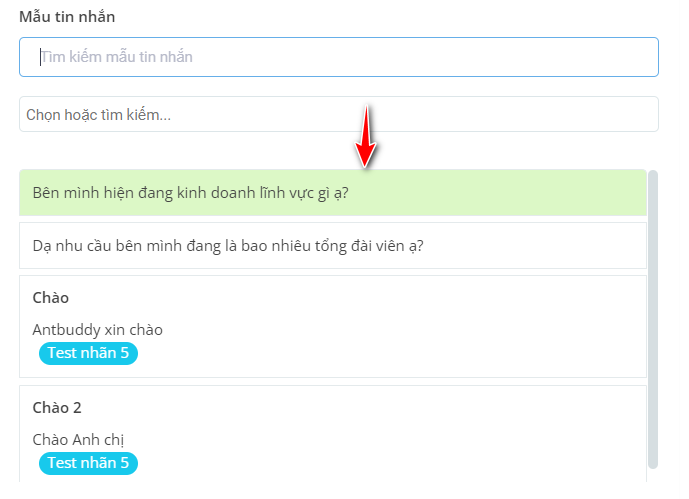 Mẫu tin nhắn
Tìm kiếm mẫu tin nhắn
Chọn hoặc tìm kiếm...
Bên mình hiện đang kinh doanh lĩnh vực gì ạ?
Dạ nhu cầu bên mình đang là bao nhiêu tổng đài viên ạ?
Chào
Antbuddy xin chào
Test nhãn 5
Chào 2
Chào Anh chị
Test nhãn 5